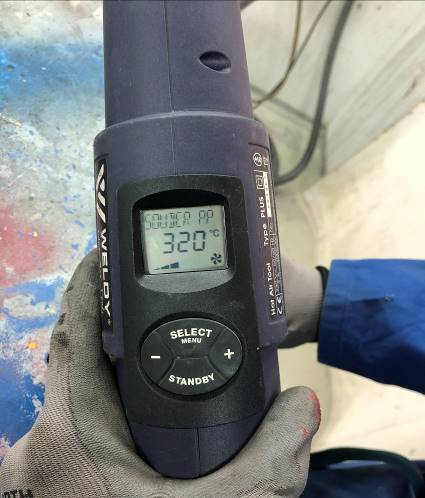 SOUDER PP
320 °C
SELECT
MENU
-
+
STANDBY
WELDY
Hot Air Tool
Type PLUS